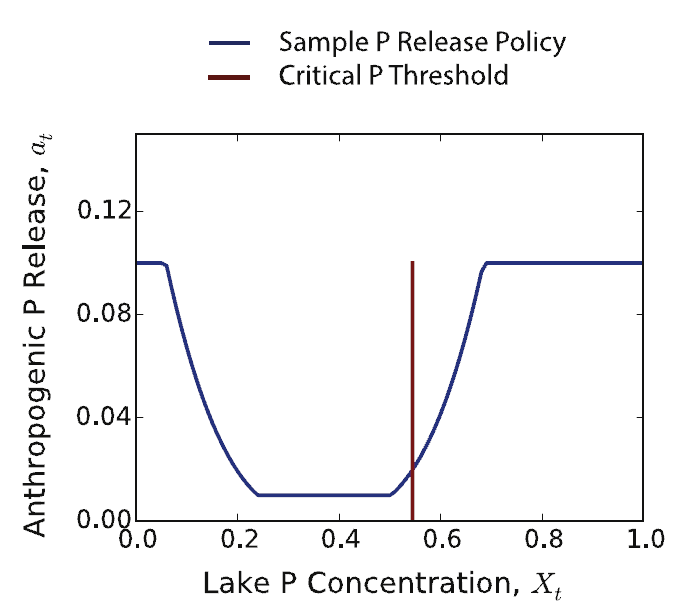 Sample P Release Policy
Critical P Threshold
Anthropogenic P Release, a_t
0.12
0.08
0.04
0.00
0.0 0.2 0.4 0.6 0.8 1.0
Lake P Concentration, X_t